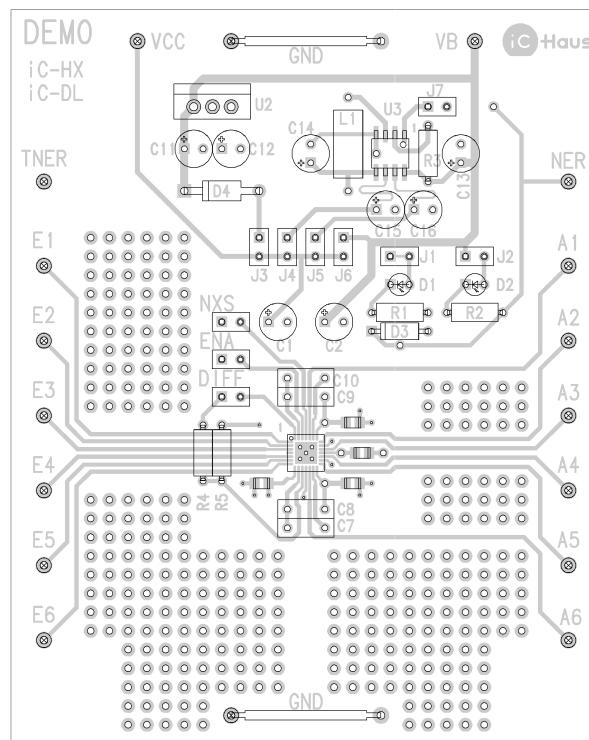 DEMO
VCC
GND
VB
iC Haus
iC-HX
iC-DL
U2
L1
U3
J7
1
C14
C11
C12
R3
C13
TNER
NER
D4
C15
C16
E1
J3
J4
J5
J6
J1
J2
A1
D1
D2
NXS
E2
C1
C2
R1
R2
A2
ENA
D3
DIFF
C10
C9
E3
A3
1
E4
R4
R5
A4
C8
C7
E5
A5
E6
A6
GND